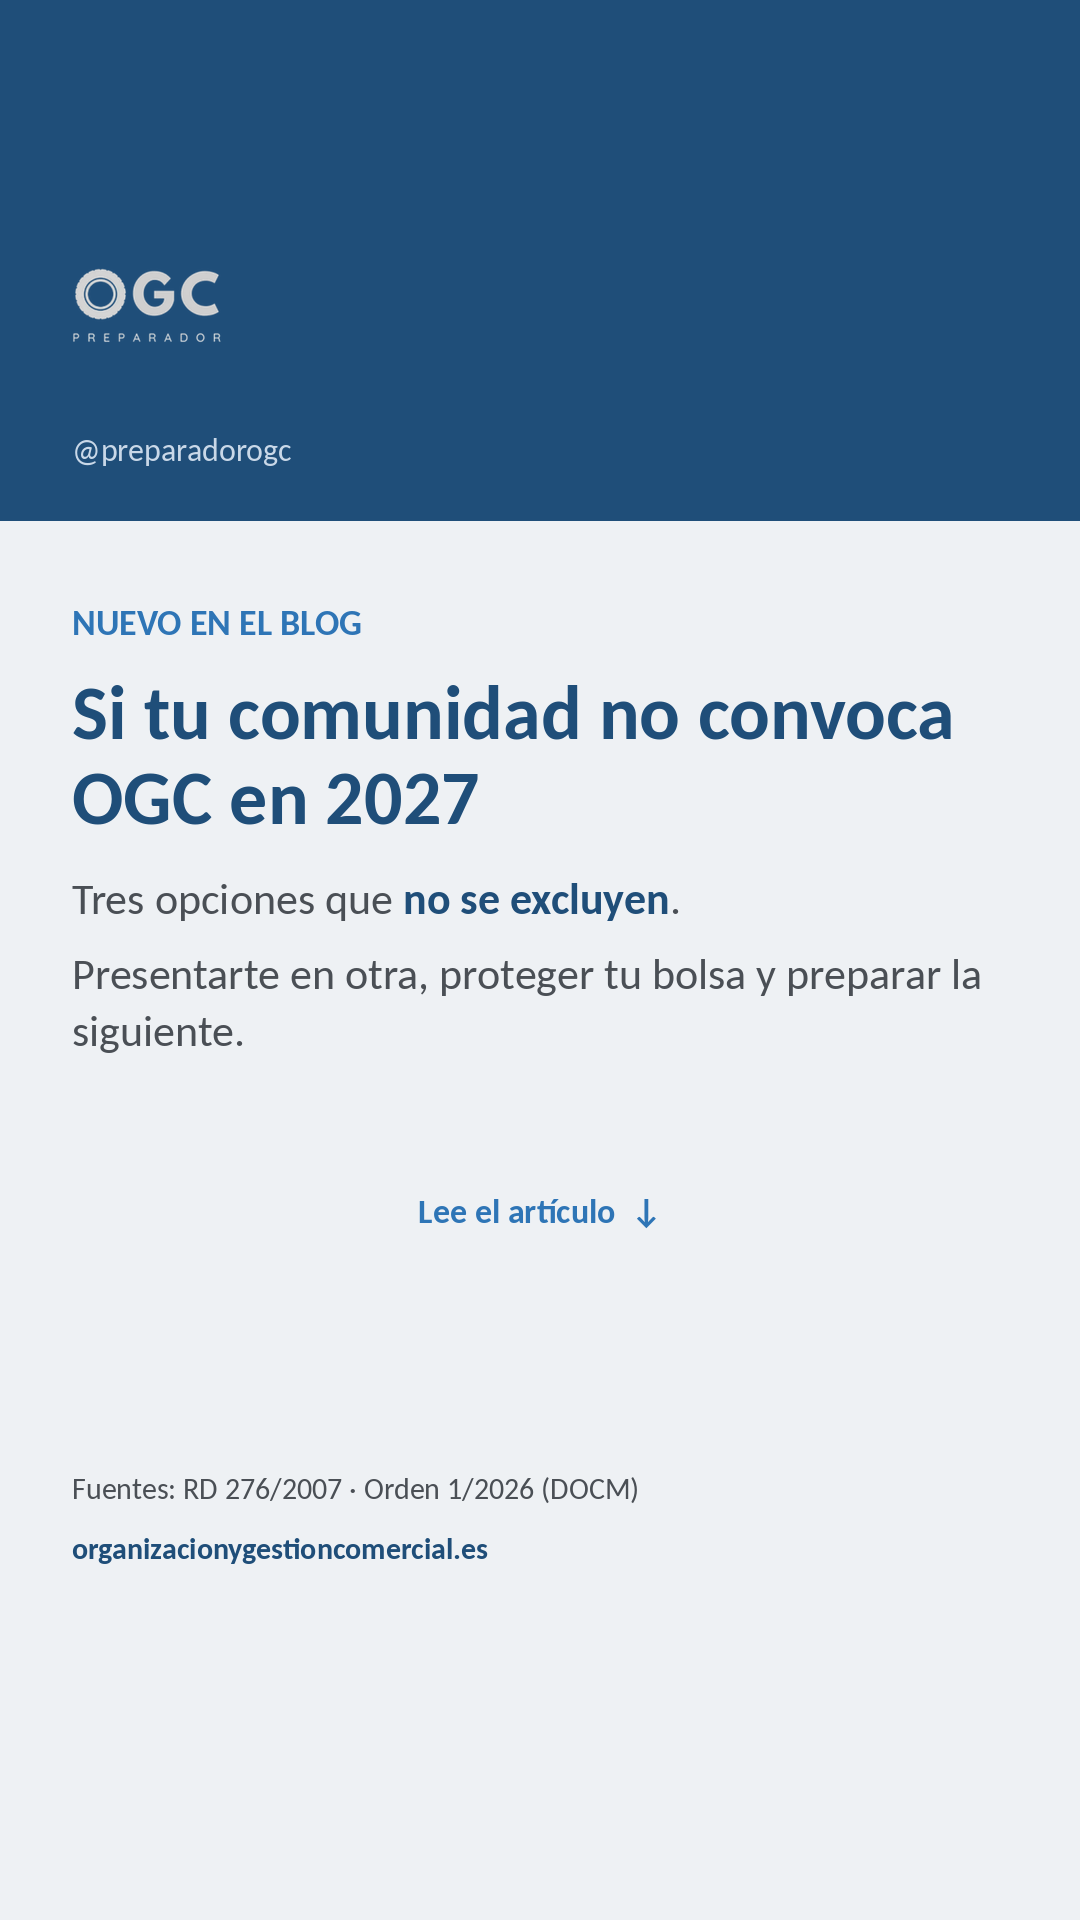 OGC
PREPARADOR
@preparadorogc
NUEVO EN EL BLOG
Si tu comunidad no convoca
OGC en 2027
Tres opciones que no se excluyen.
Presentarte en otra, proteger tu bolsa y preparar la
siguiente.
Lee el artículo ↓
Fuentes: RD 276/2007 · Orden 1/2026 (DOCM)
organizacionygestioncomercial.es